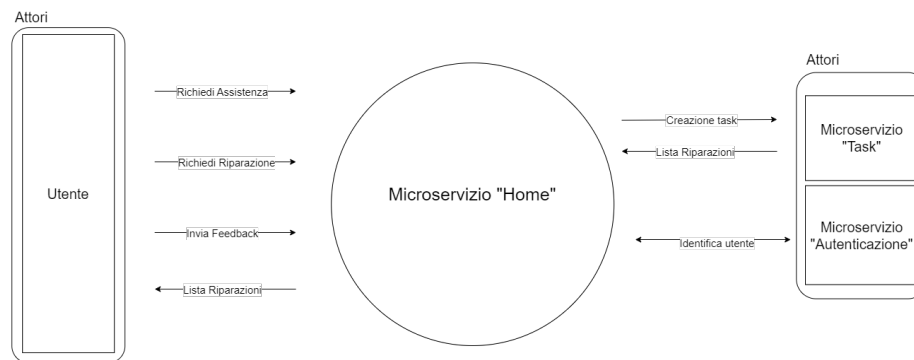 Attori
Utente
Richiedi Assistenza
Richiedi Riparazione
Invia Feedback
Lista Riparazioni
Microservizio "Home"
Creazione task
Lista Riparazioni
Identifica utente
Attori
Microservizio
"Task"
Microservizio
"Autenticazione"